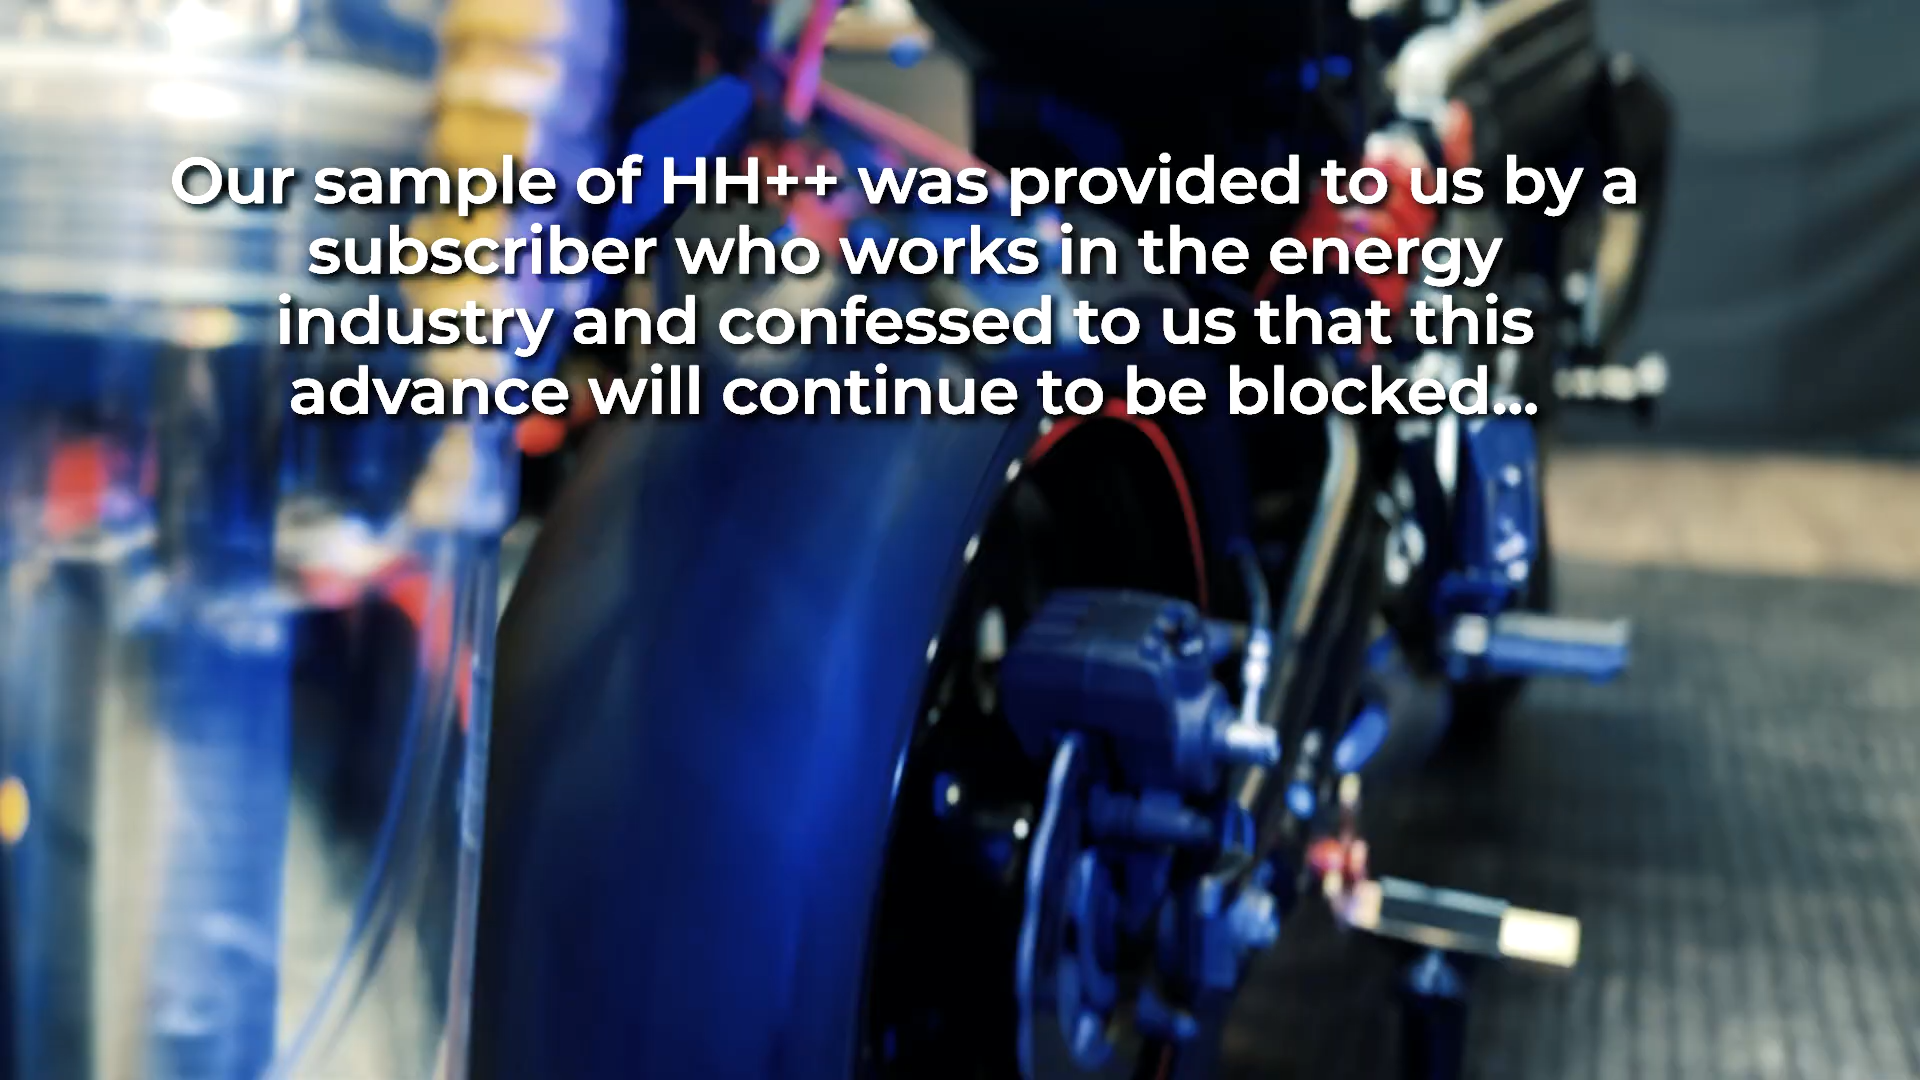 Our sample of HH++ was provided to us by a
subscriber who works in the energy
industry and confessed to us that this
advance will continue to be blocked...